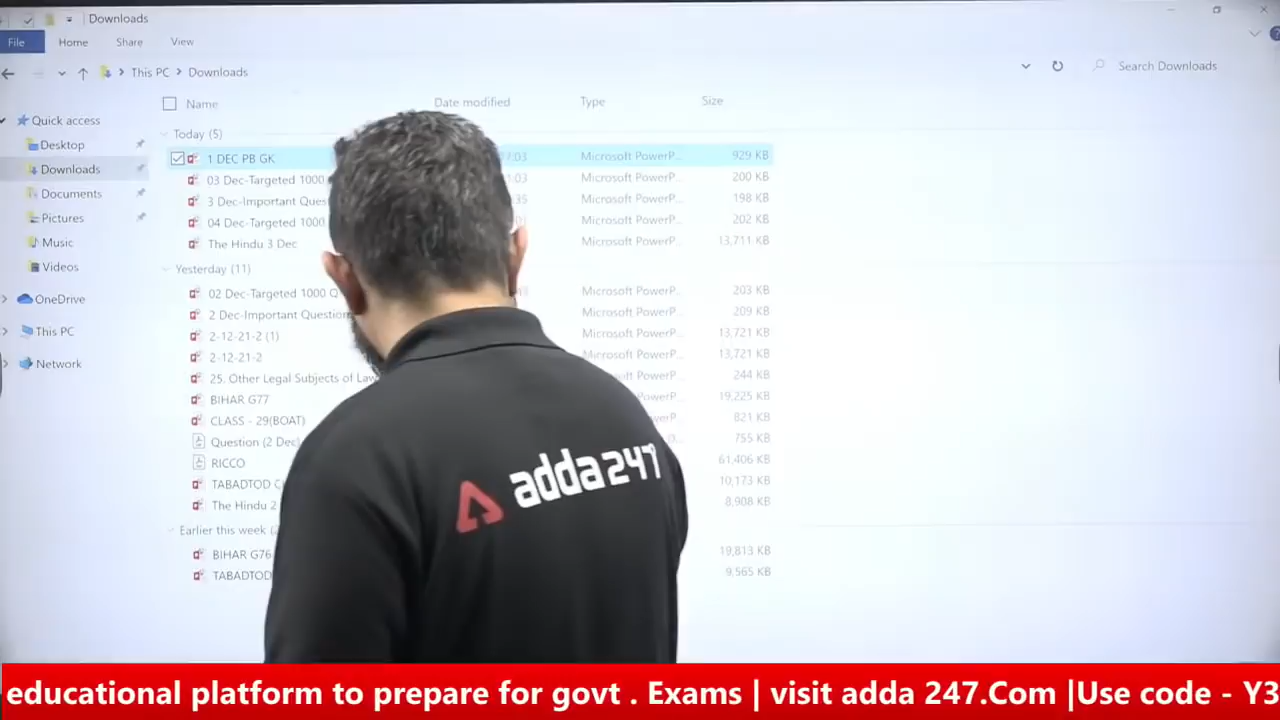 Downloads
File Home Share View
This PC > Downloads
Search Downloads
Name Date modified Type Size
Quick access
Desktop
Downloads
Documents
Pictures
Music
Videos
OneDrive
This PC
Network
Today (5)
1 DEC PB GK 7:03 Microsoft PowerP... 929 KB
03 Dec-Targeted 1000 Microsoft PowerP... 200 KB
3 Dec-Important Ques Microsoft PowerP... 198 KB
04 Dec-Targeted 1000 Microsoft PowerP... 202 KB
The Hindu 3 Dec Microsoft PowerP... 13,711 KB
Yesterday (11)
02 Dec-Targeted 1000 Q Microsoft PowerP... 203 KB
2 Dec-Important Question Microsoft PowerP... 209 KB
2-12-21-2 (1) Microsoft PowerP... 13,721 KB
2-12-21-2 Microsoft PowerP... 13,721 KB
25. Other Legal Subjects of Law PowerP... 244 KB
BIHAR G77 PowerP... 19,225 KB
CLASS - 29(BOAT) 821 KB
Question (2 Dec) 755 KB
RICCO 61,406 KB
TABADTOD 10,173 KB
The Hindu 2 8,908 KB
Earlier this week
BIHAR G76 19,813 KB
TABADTOD 9,565 KB
adda247
educational platform to prepare for govt . Exams | visit adda 247.Com |Use code - Y3